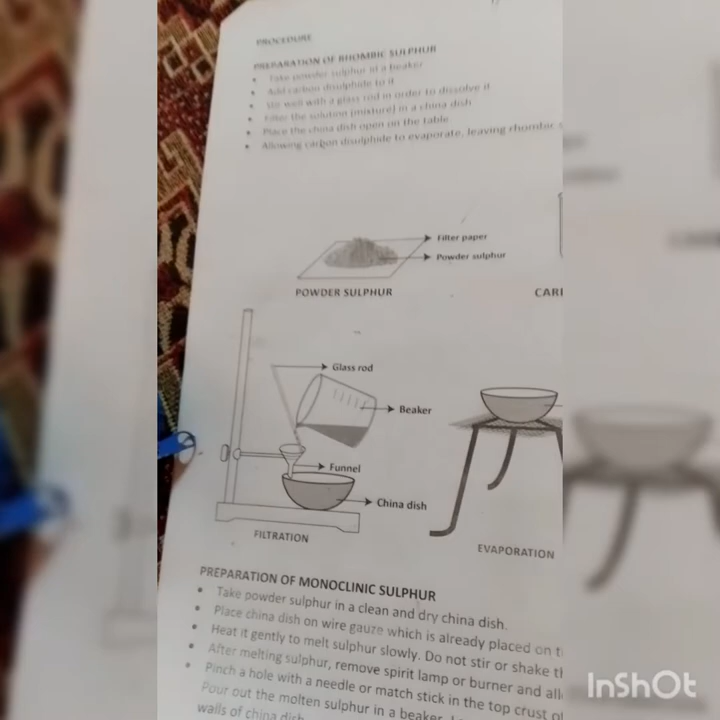 PROCEDURE
PREPARATION OF RHOMBIC SULPHUR
• Take powder sulphur in a beaker
• Add carbon disulphide to it
• Stir well with a glass rod in order to dissolve it
• Filter the solution (mixture) in a china dish
• Place the china dish open on the table
• Allowing carbon disulphide to evaporate, leaving rhombic
Filter paper
Powder sulphur
POWDER SULPHUR
Glass rod
Beaker
Funnel
China dish
FILTRATION
EVAPORATION
PREPARATION OF MONOCLINIC SULPHUR
• Take powder sulphur in a clean and dry china dish.
• Place china dish on wire gauze which is already placed on
• Heat it gently to melt sulphur slowly. Do not stir or shake
• After melting sulphur, remove spirit lamp or burner and
• Pinch a hole with a needle or match stick in the top crust
Pour out the molten sulphur in a beaker.
walls of china dish
InShOt